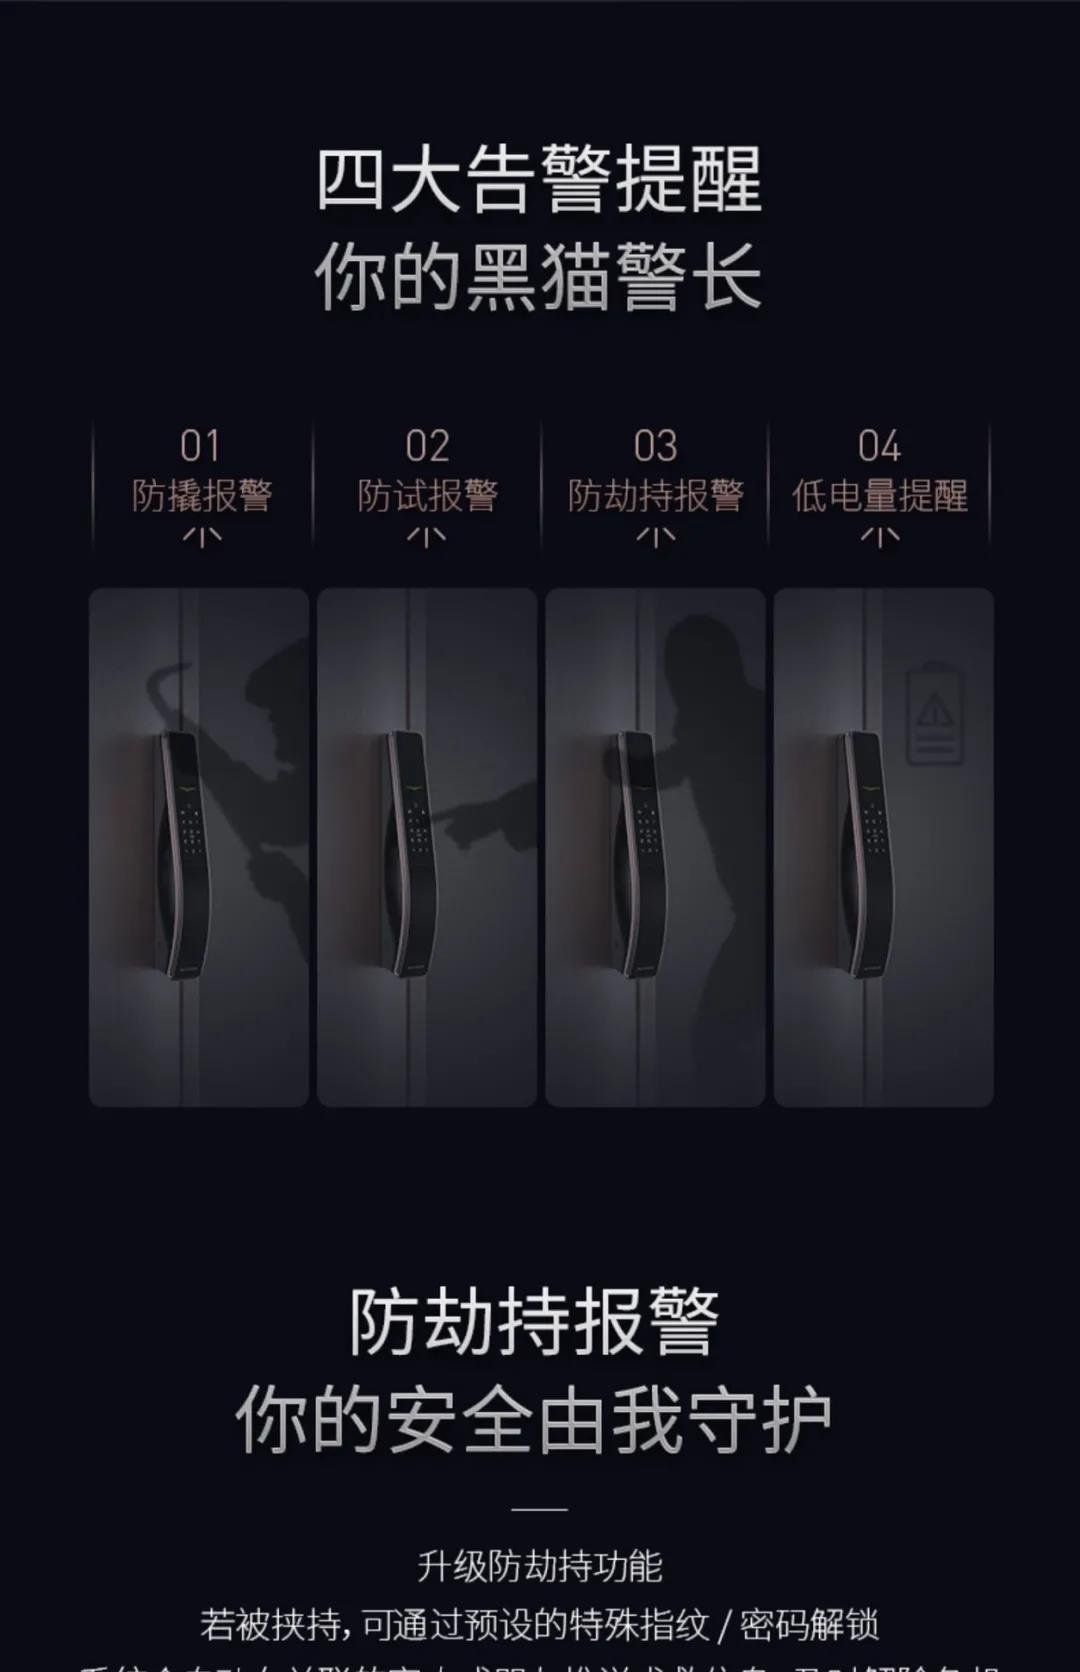 四大告警提醒
你的黑猫警长
01
防撬报警
02
防试报警
03
防劫持报警
04
低电量提醒
防劫持报警
你的安全由我守护
升级防劫持功能
若被挟持,可通过预设的特殊指纹 / 密码解锁